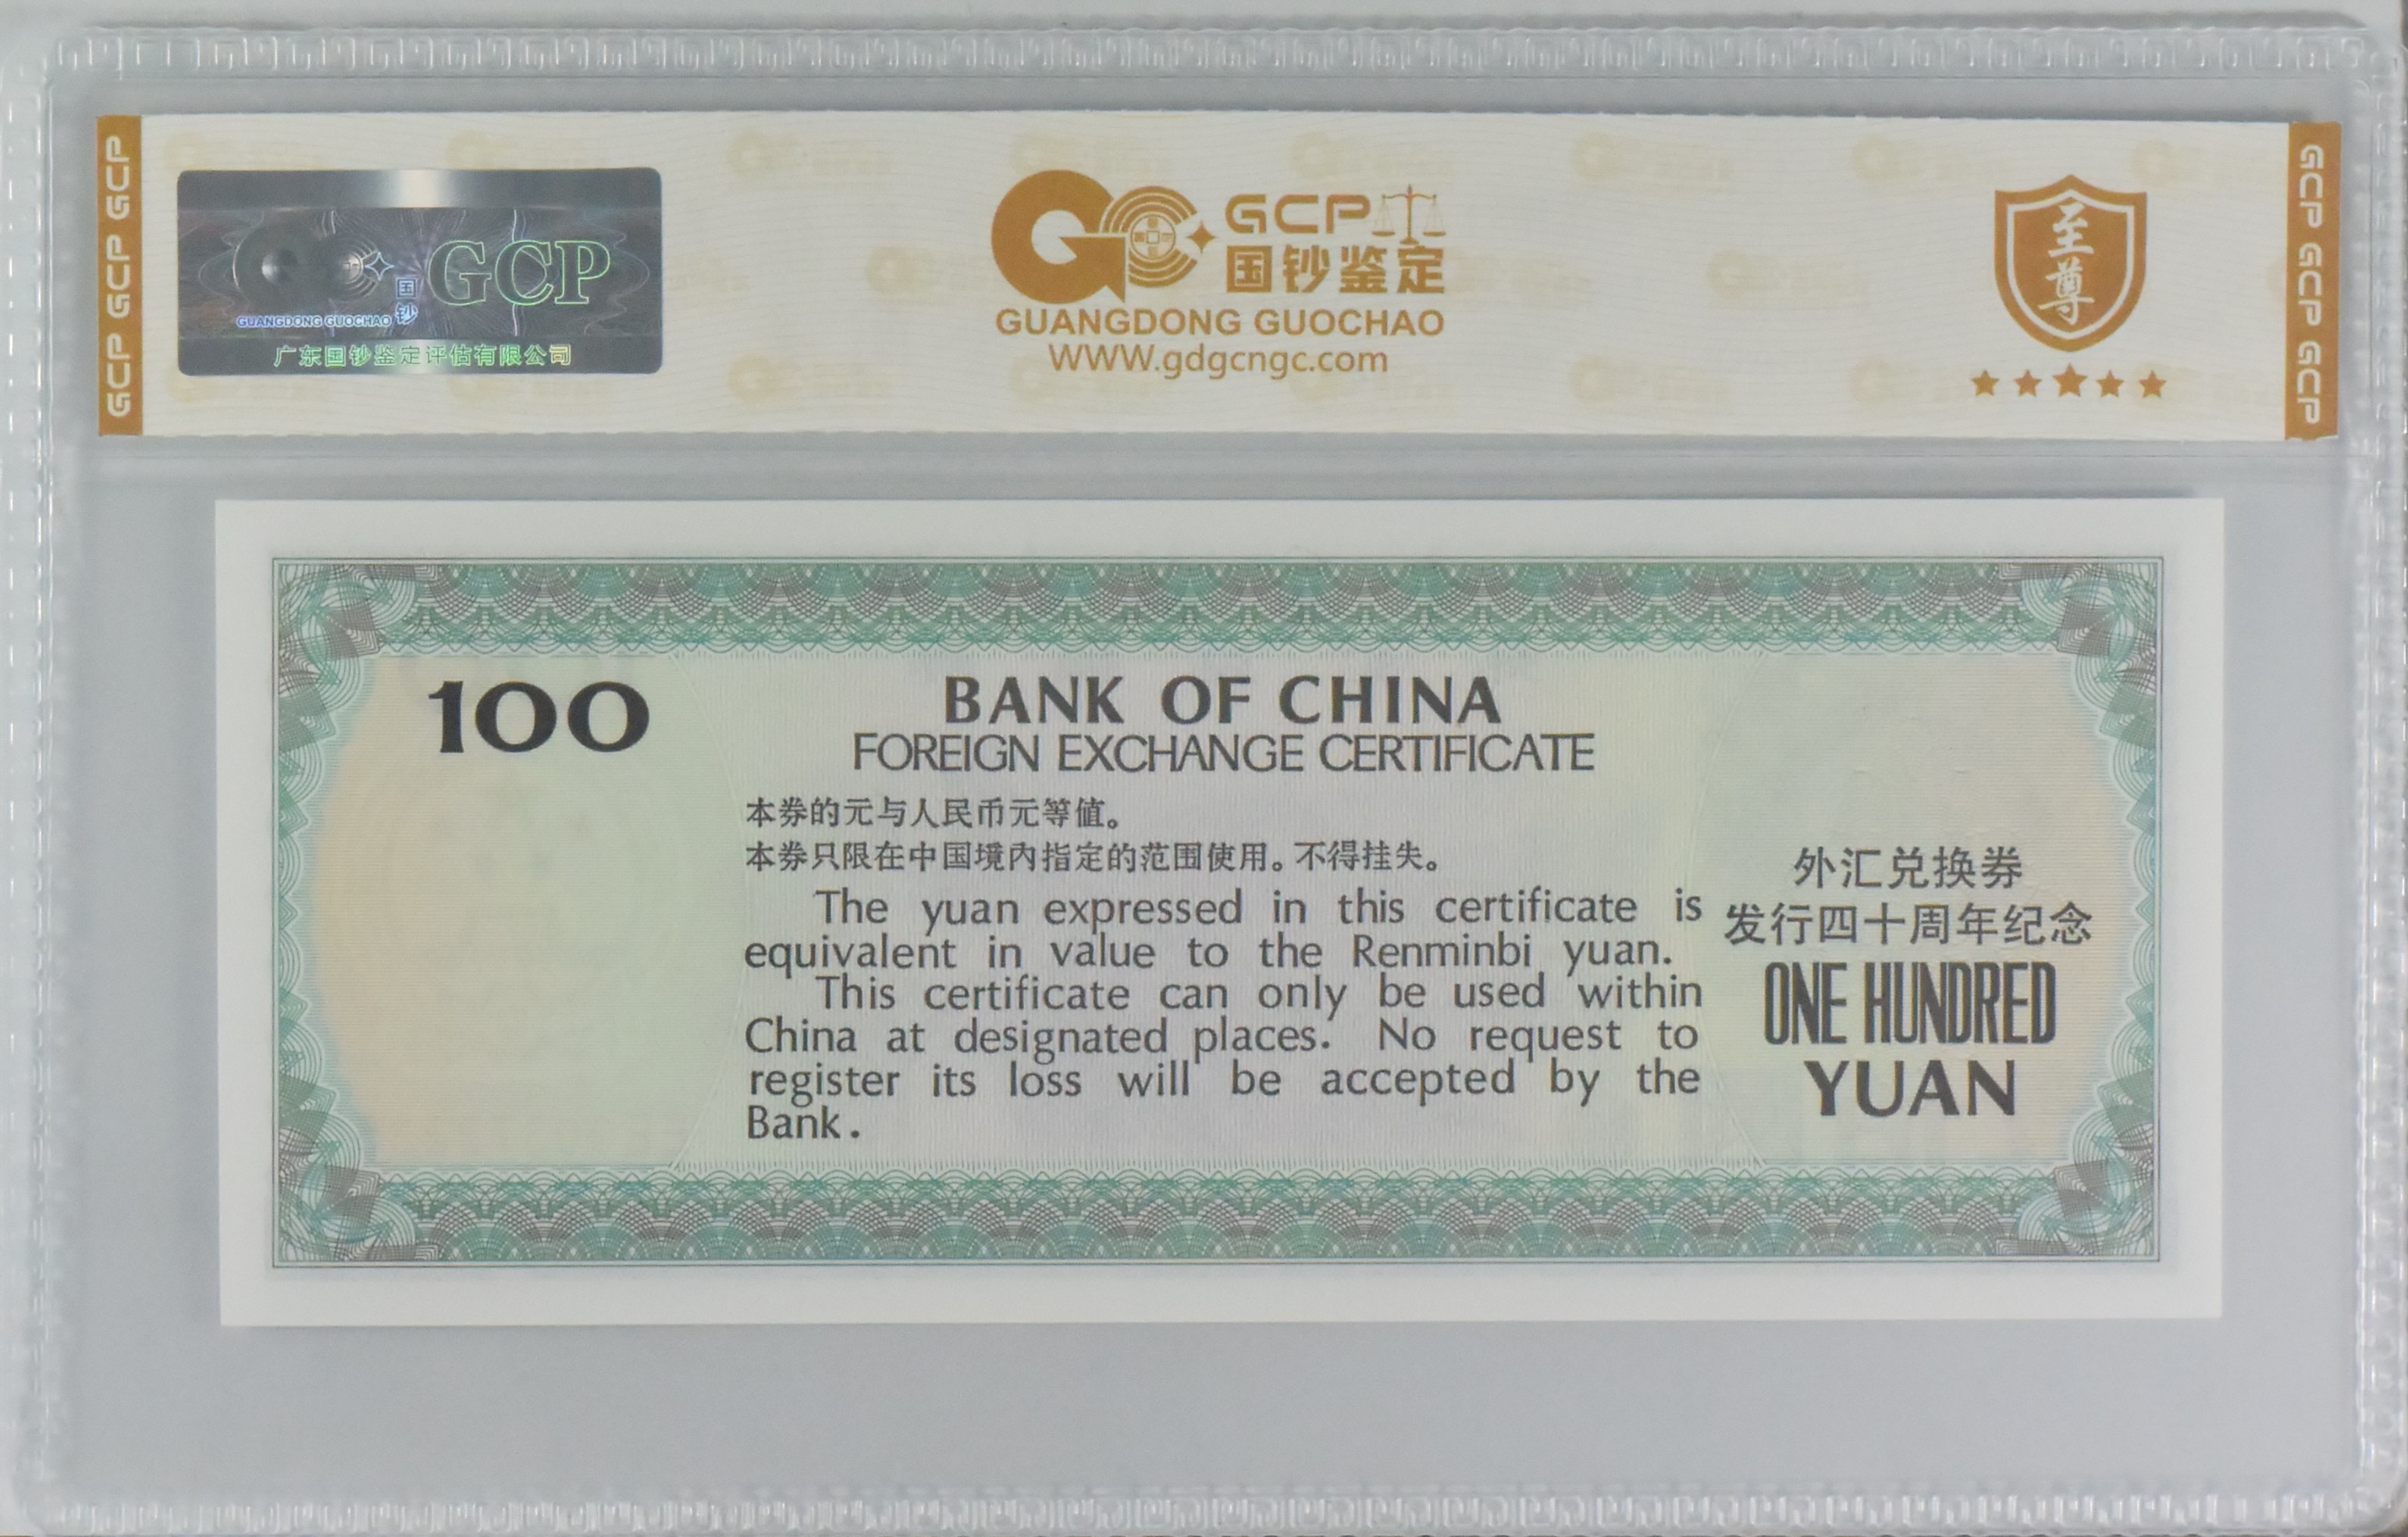 GCP GCP GCP
国钞
GCP
GUANGDONG GUOCHAO
广东国钞鉴定评估有限公司
GCP
国钞鉴定
GUANGDONG GUOCHAO
WWW.gdgcngc.com
至尊
GCP GCP GCP
100
BANK OF CHINA
FOREIGN EXCHANGE CERTIFICATE
本券的元与人民币元等值。
本券只限在中国境内指定的范围使用。不得挂失。
The yuan expressed in this certificate is
equivalent in value to the Renminbi yuan.
This certificate can only be used within
China at designated places. No request to
register its loss will be accepted by the
Bank.
外汇兑换券
发行四十周年纪念
ONE HUNDRED
YUAN